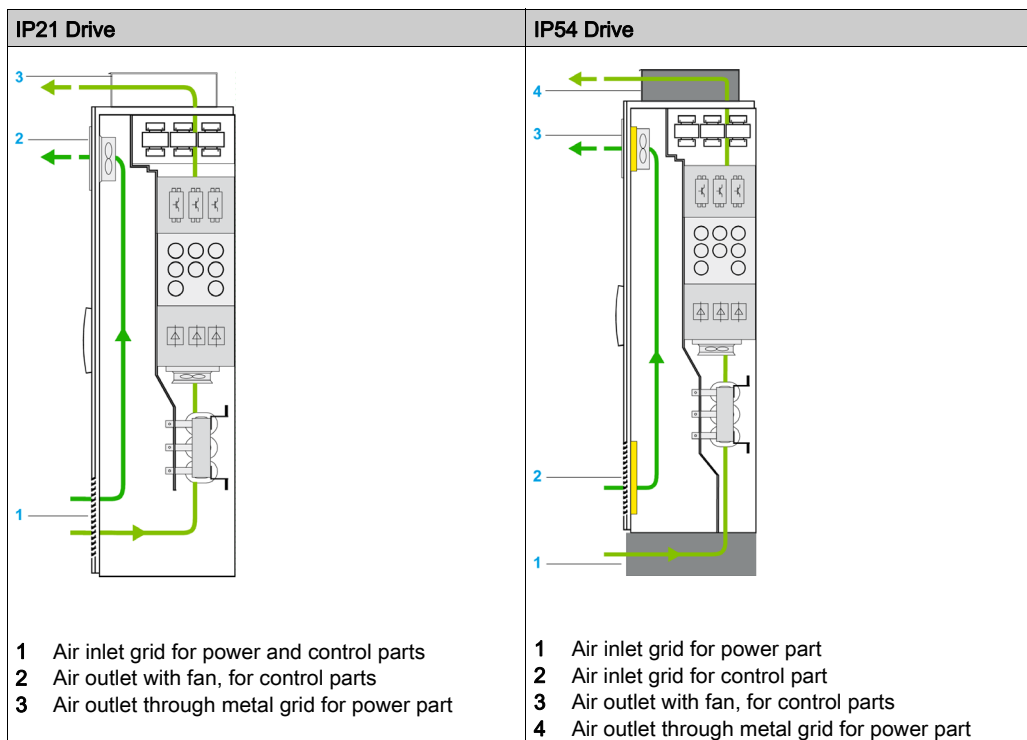 IP21 Drive
IP54 Drive
3
2
1
4
3
2
1
1 Air inlet grid for power and control parts
2 Air outlet with fan, for control parts
3 Air outlet through metal grid for power part
1 Air inlet grid for power part
2 Air inlet grid for control part
3 Air outlet with fan, for control parts
4 Air outlet through metal grid for power part